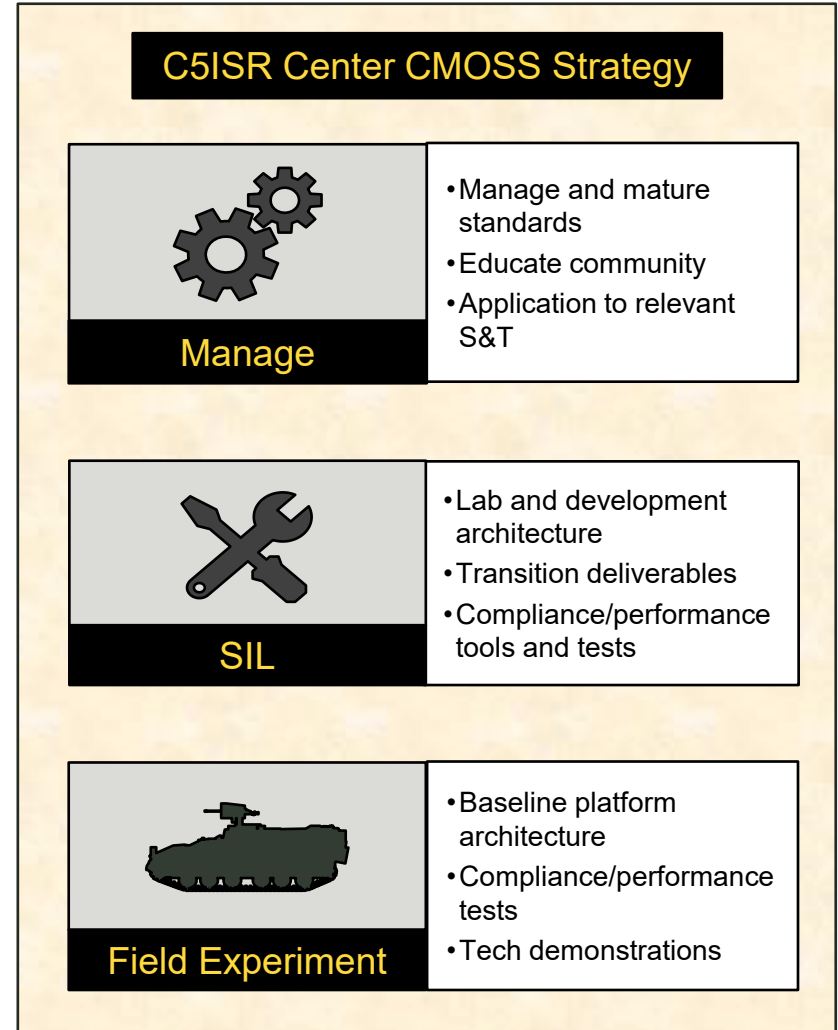 C5ISR Center CMOSS Strategy
Manage
•Manage and mature
standards
•Educate community
•Application to relevant
S&T
SIL
•Lab and development
architecture
•Transition deliverables
•Compliance/performance
tools and tests
Field Experiment
•Baseline platform
architecture
•Compliance/performance
tests
•Tech demonstrations